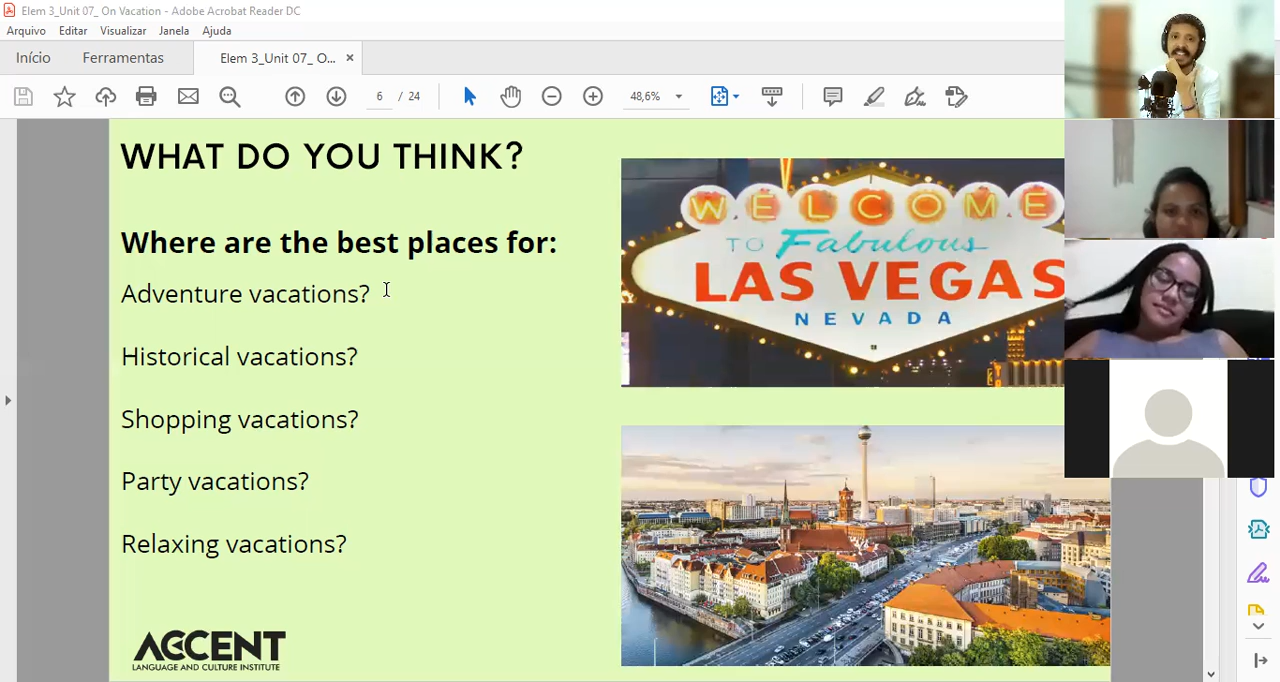 Elem 3_Unit 07_ On Vacation - Adobe Acrobat Reader DC
Arquivo Editar Visualizar Janela Ajuda
Início Ferramentas Elem 3_Unit 07_ O... ×
6 / 24 48,6%
WHAT DO YOU THINK?
Where are the best places for:
Adventure vacations?
Historical vacations?
Shopping vacations?
Party vacations?
Relaxing vacations?
ACCENT
LANGUAGE AND CULTURE INSTITUTE
WELCOME
TO Fabulous
LAS VEGAS
NEVADA